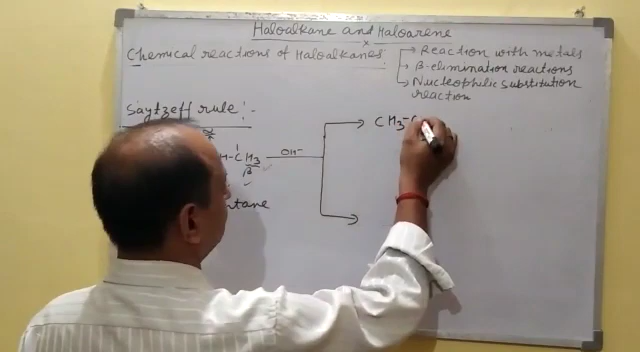 Haloalkane and Haloarene
x
Chemical reactions of Haloalkanes:
→ Reaction with metals
→ β-elimination reactions
→ Nucleophilic substitution
reaction
Saytzeff rule:-
CH3 OH-
β
CH3-